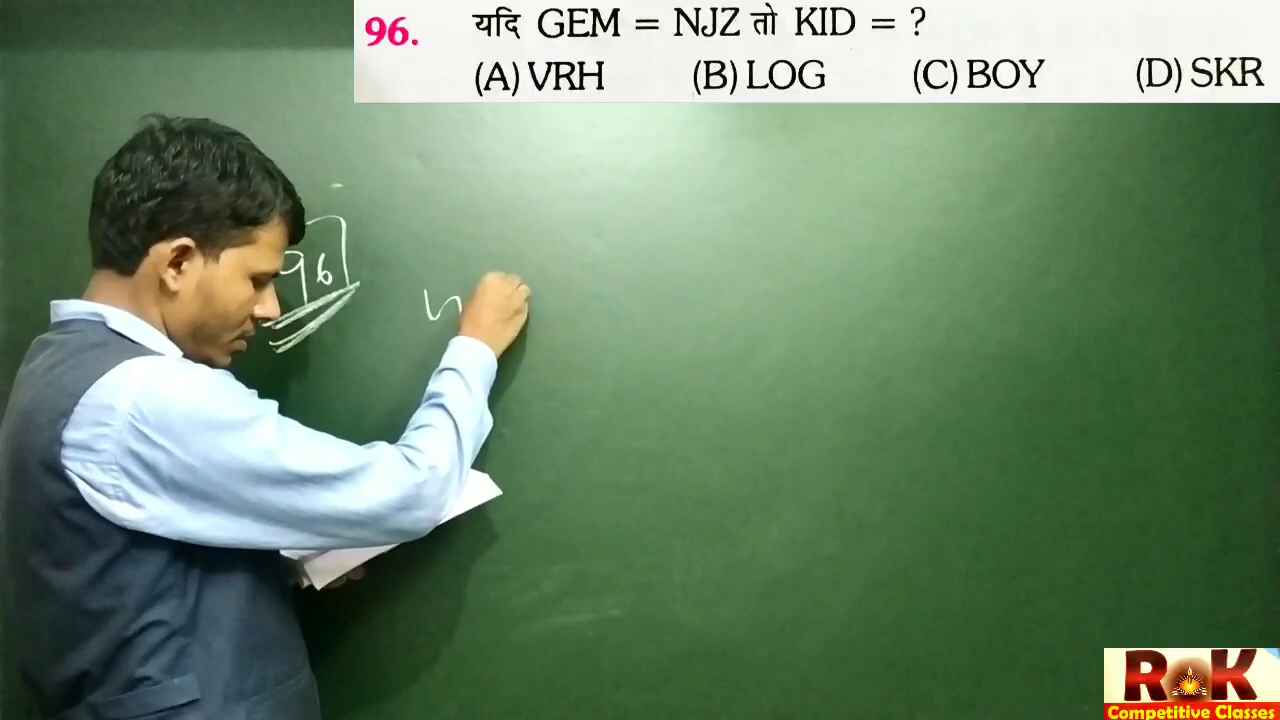 96. यदि GEM = NJZ तो KID = ?
(A) VRH (B) LOG (C) BOY (D) SKR
96
RK
Competitive Classes